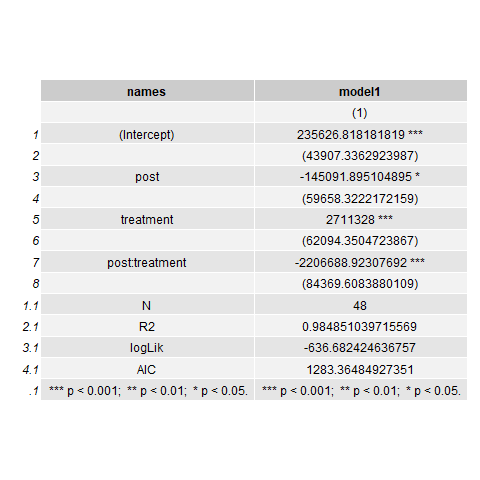 names model1
(1)
1 (Intercept) 235626.818181819 ***
2 (43907.3362923987)
3 post -145091.895104895 *
4 (59658.3222172159)
5 treatment 2711328 ***
6 (62094.3504723867)
7 post:treatment -2206688.92307692 ***
8 (84369.6083880109)
1.1 N 48
2.1 R2 0.984851039715569
3.1 logLik -636.682424636757
4.1 AIC 1283.36484927351
.1 *** p < 0.001; ** p < 0.01; * p < 0.05. *** p < 0.001; ** p < 0.01; * p < 0.05.